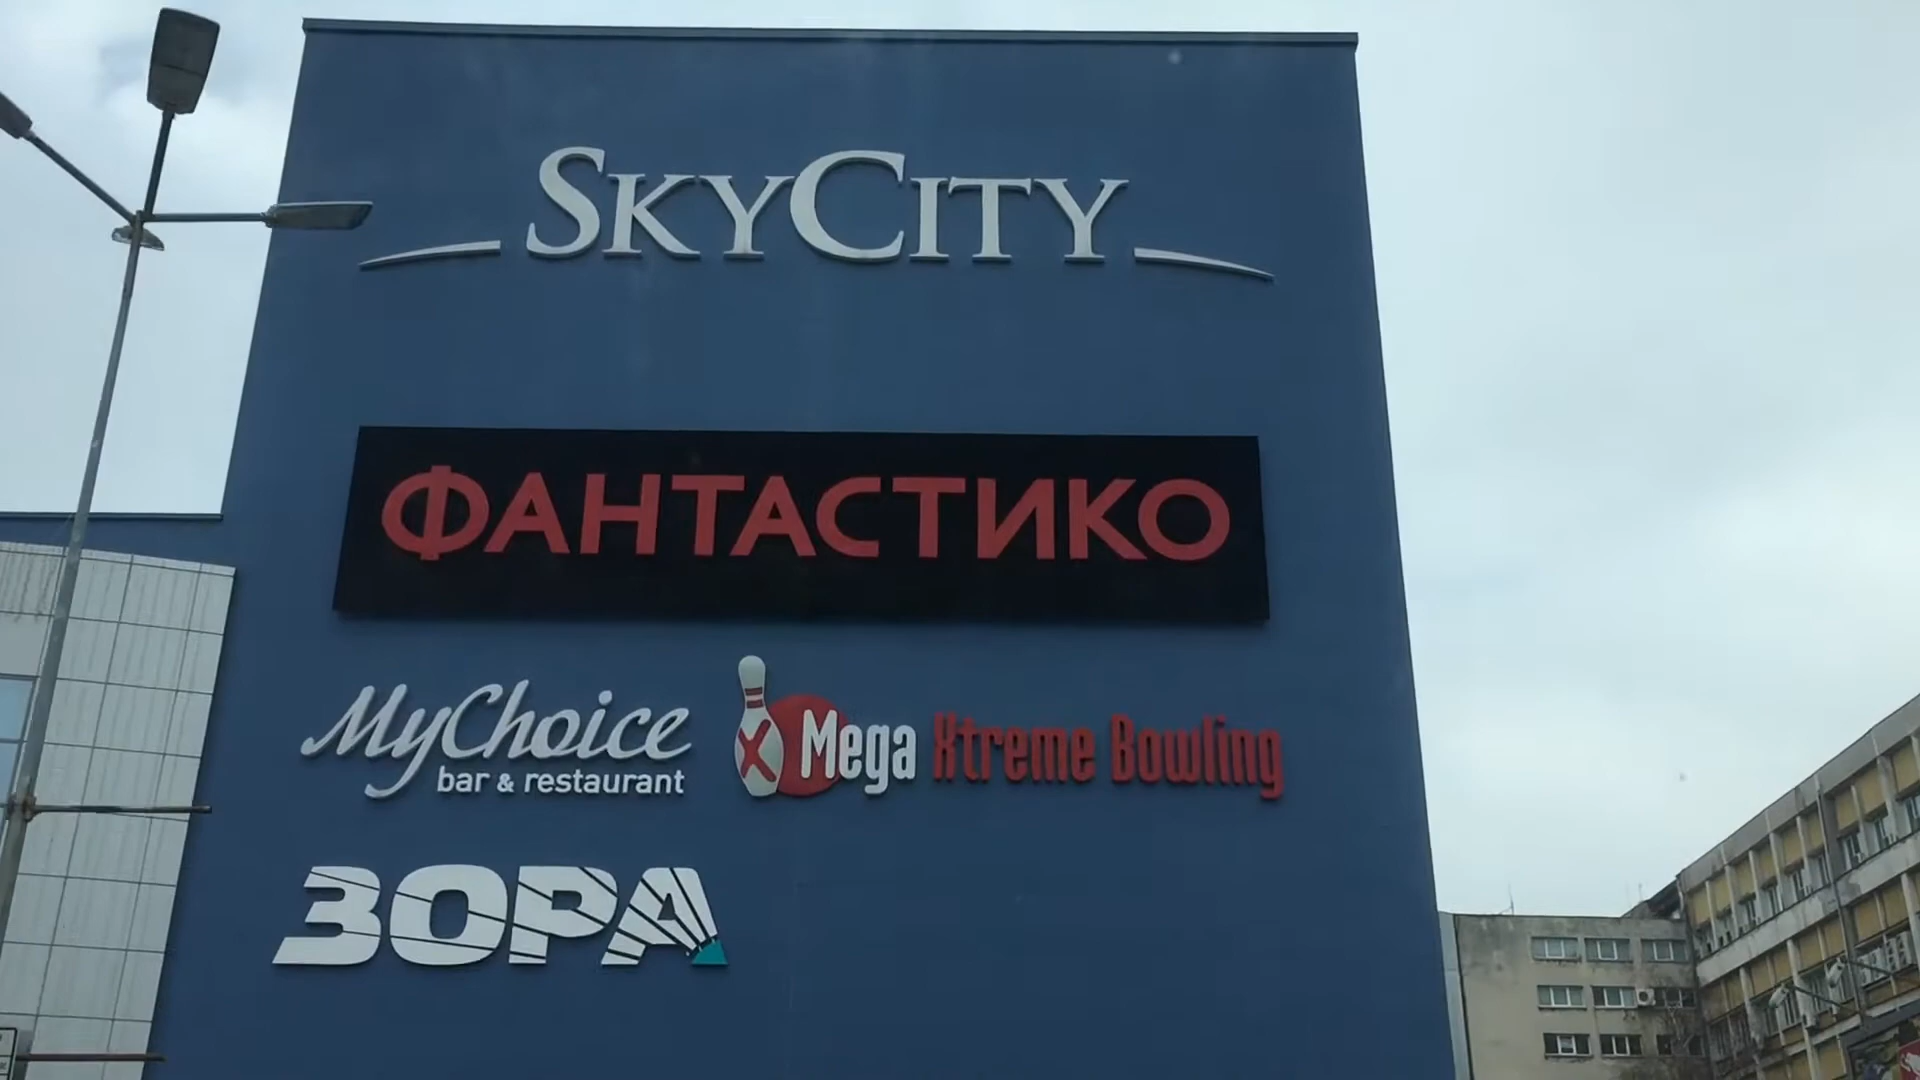 SKYCITY
ФАНТАСТИКО
MyChoice
bar & restaurant
X Mega Xtreme Bowling
ЗОРА